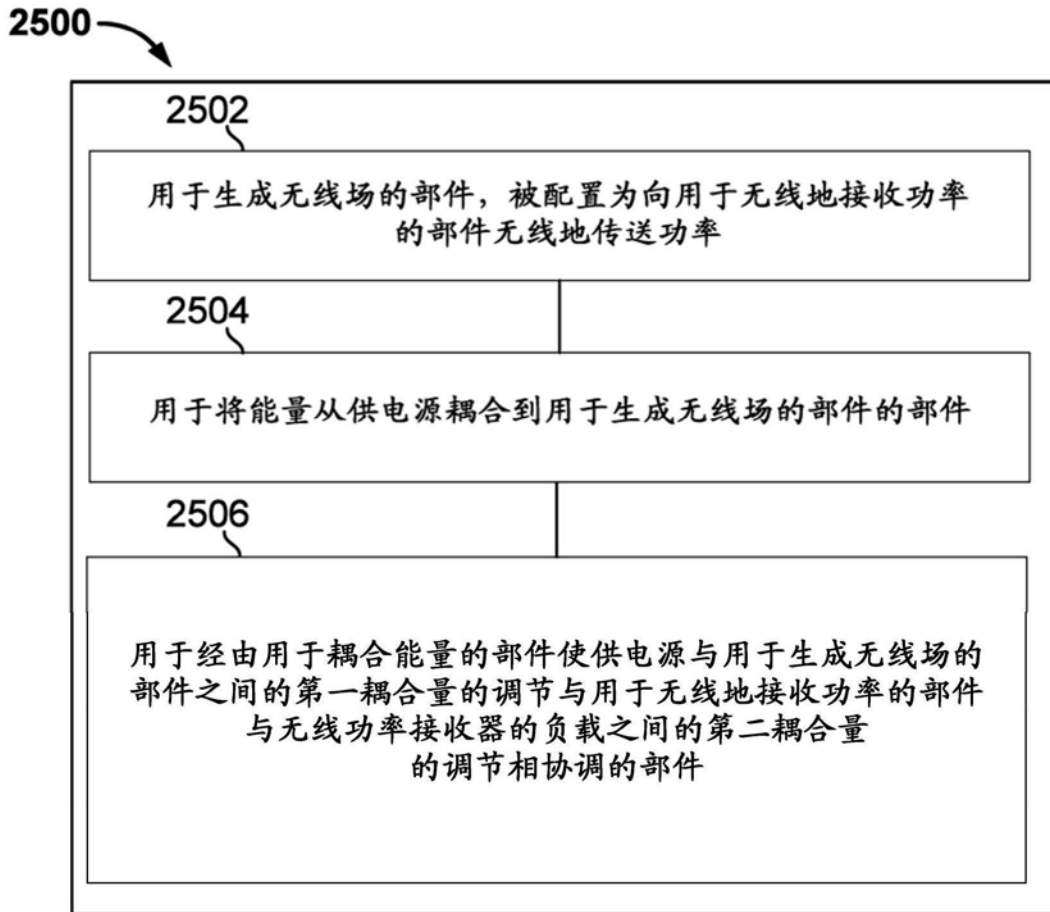 2500
2502
用于生成无线场的部件，被配置为向用于无线地接收功率
的部件无线地传送功率
2504
用于将能量从供电源耦合到用于生成无线场的部件的部件
2506
用于经由用于耦合能量的部件使供电源与用于生成无线场的
部件之间的第一耦合量的调节与用于无线地接收功率的部件
与无线功率接收器的负载之间的第二耦合量
的调节相协调的部件